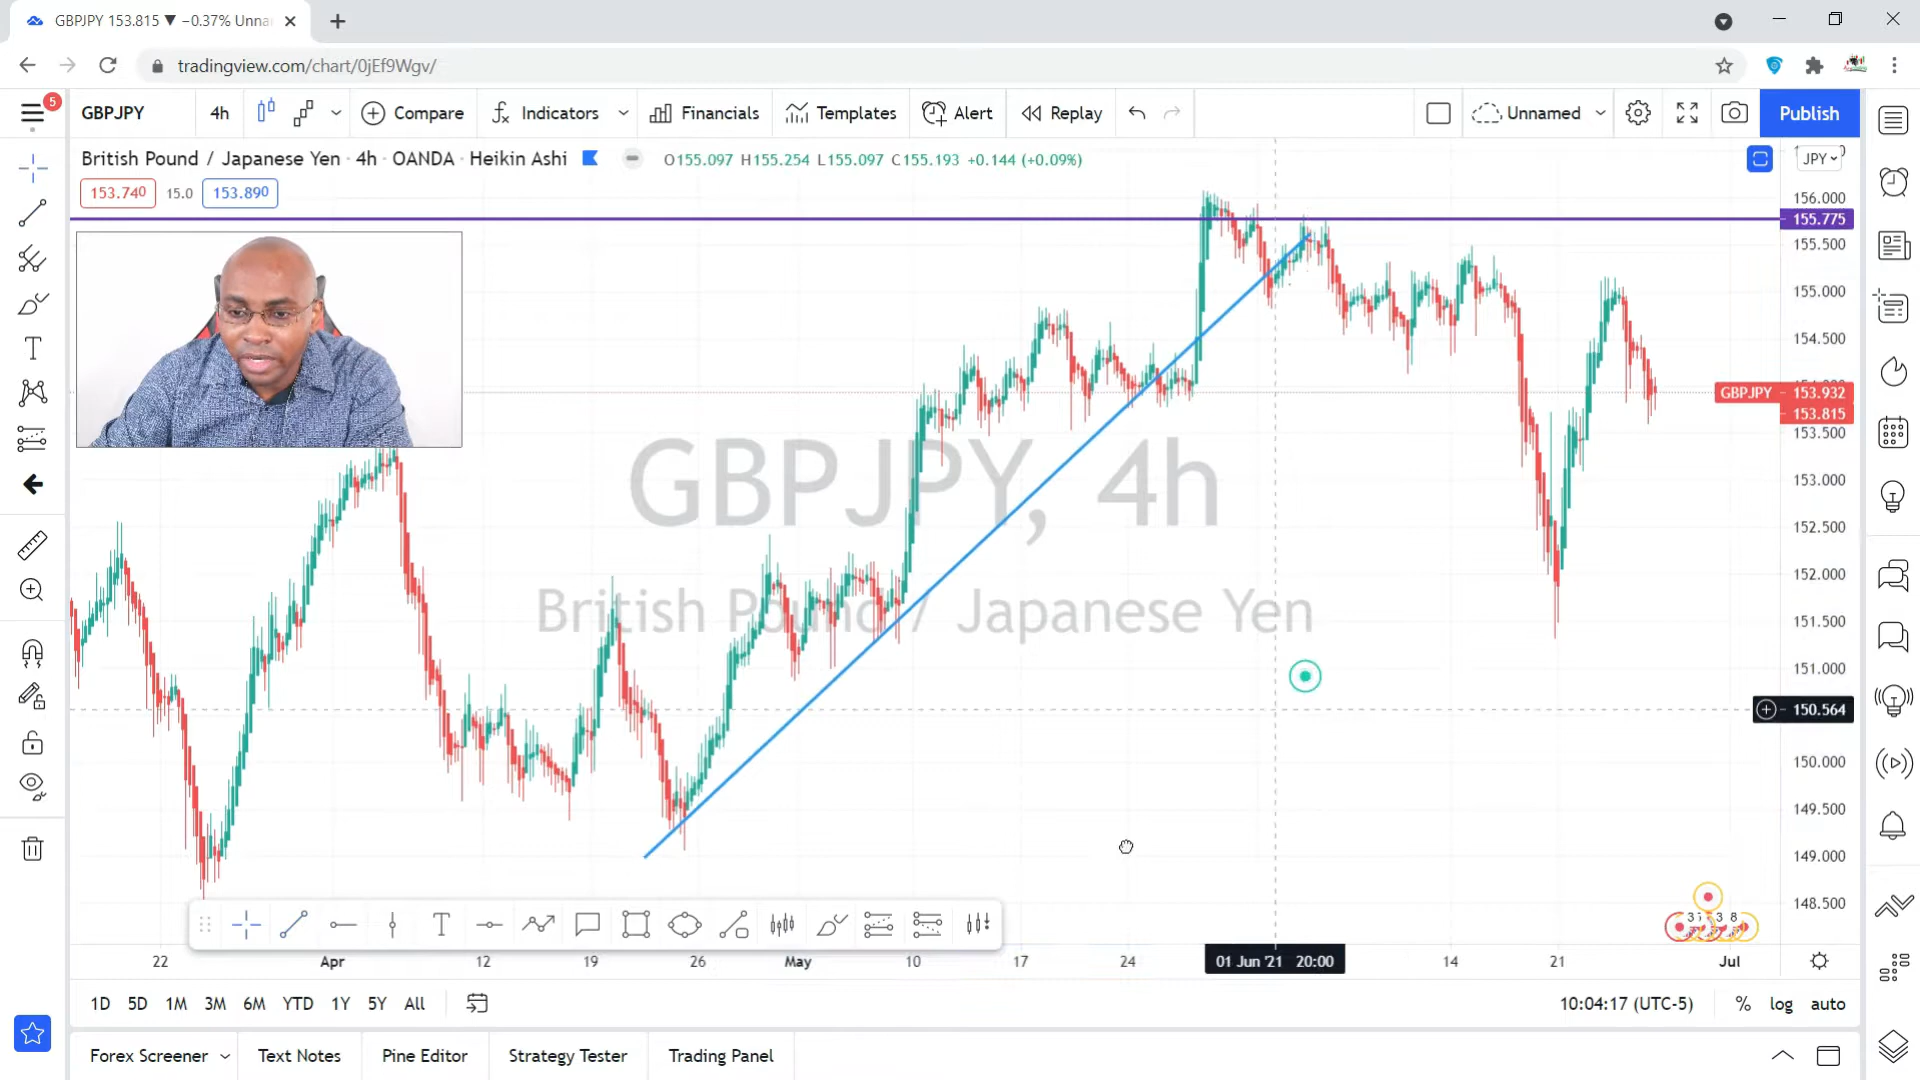 GBPJPY 153.815 ▼ −0.37% Unna
tradingview.com/chart/0jEf9Wgv/
5
GBPJPY 4h Compare Indicators Financials Templates Alert Replay Unnamed Publish
British Pound / Japanese Yen · 4h · OANDA · Heikin Ashi O155.097 H155.254 L155.097 C155.193 +0.144 (+0.09%)
JPY
153.740 15.0 153.890
156.000
155.775
155.500
155.000
154.500
GBPJPY 153.932
153.815
153.500
153.000
152.500
152.000
151.500
151.000
150.564
150.000
149.500
149.000
148.500
GBPJPY, 4h
British Pound / Japanese Yen
22 Apr 12 19 26 May 10 17 24 01 Jun '21 20:00 14 21 Jul
1D 5D 1M 3M 6M YTD 1Y 5Y All 10:04:17 (UTC-5) % log auto
Forex Screener Text Notes Pine Editor Strategy Tester Trading Panel